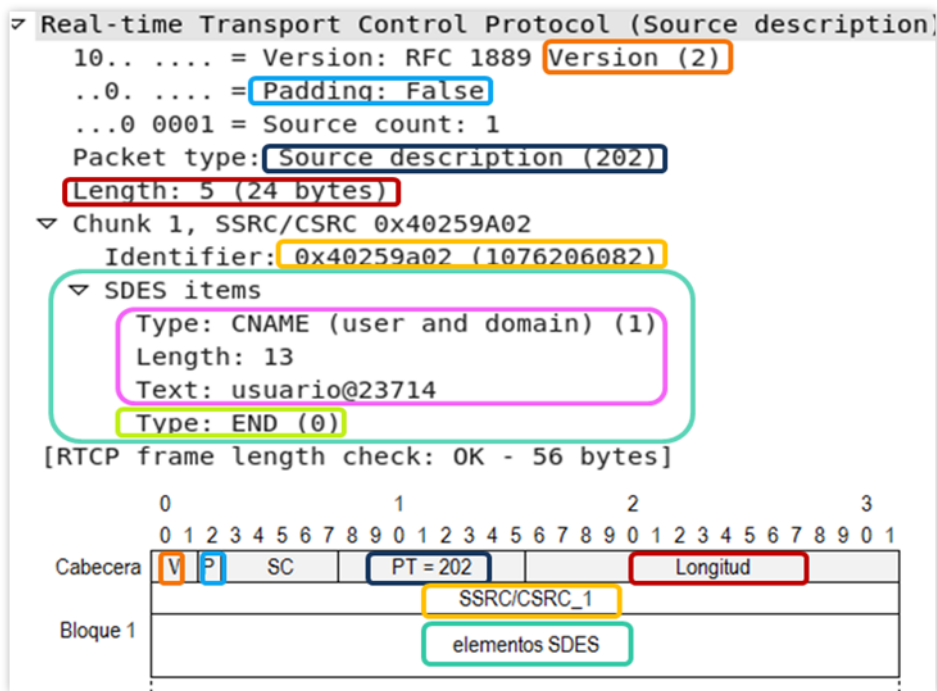 Real-time Transport Control Protocol (Source description)
10.. .... = Version: RFC 1889 Version (2)
..0. .... = Padding: False
...0 0001 = Source count: 1
Packet type: Source description (202)
Length: 5 (24 bytes)
Chunk 1, SSRC/CSRC 0x40259A02
Identifier: 0x40259a02 (1076206082)
SDES items
Type: CNAME (user and domain) (1)
Length: 13
Text: usuario@23714
Type: END (0)
[RTCP frame length check: OK - 56 bytes]
0 1 2 3
0 1 2 3 4 5 6 7 8 9 0 1 2 3 4 5 6 7 8 9 0 1 2 3 4 5 6 7 8 9 0 1
Cabecera V P SC PT = 202 Longitud
SSRC/CSRC_1
Bloque 1
elementos SDES